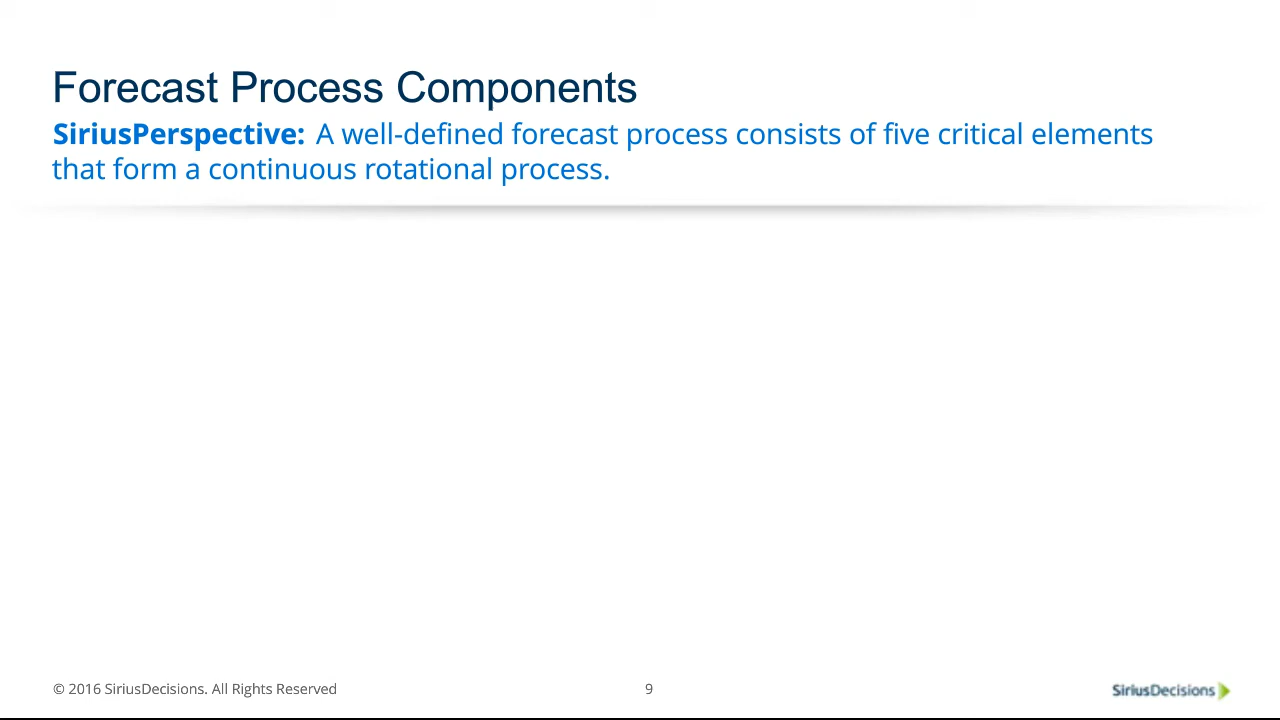 Forecast Process Components
SiriusPerspective: A well-defined forecast process consists of five critical elements
that form a continuous rotational process.
© 2016 SiriusDecisions. All Rights Reserved
9
SiriusDecisions